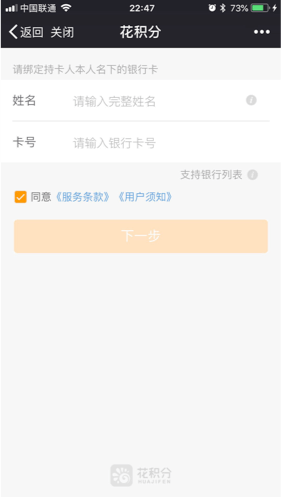 中国联通 22:47 73%
返回 关闭 花积分
请绑定持卡人本人名下的银行卡
姓名 请输入完整姓名
卡号 请输入银行卡号
支持银行列表
同意《服务条款》《用户须知》
下一步
花积分
HUAJIFEN